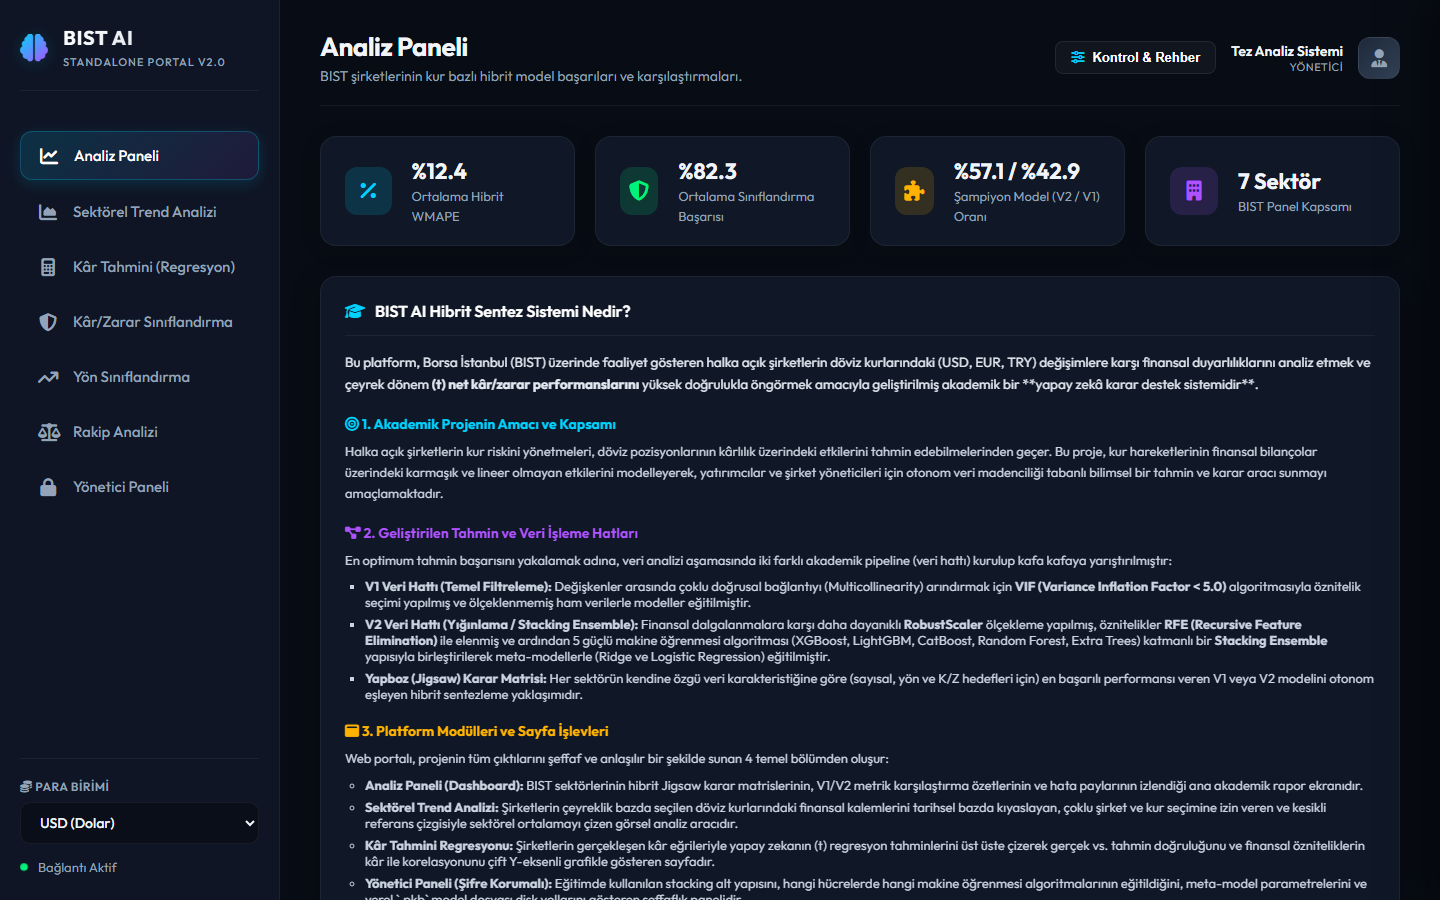 BIST AI
STANDALONE PORTAL V2.0
Analiz Paneli
Sektörel Trend Analizi
Kâr Tahmini (Regresyon)
Kâr/Zarar Sınıflandırma
Yön Sınıflandırma
Rakip Analizi
Yönetici Paneli
PARA BİRİMİ
USD (Dolar)
Bağlantı Aktif
Analiz Paneli
BIST şirketlerinin kur bazlı hibrit model başarıları ve karşılaştırmaları.
Kontrol & Rehber
Tez Analiz Sistemi
YÖNETİCİ
%12.4
Ortalama Hibrit
WMAPE
%82.3
Ortalama Sınıflandırma
Başarısı
%57.1 / %42.9
Şampiyon Model (V2 / V1)
Oranı
7 Sektör
BIST Panel Kapsamı
BIST AI Hibrit Sentez Sistemi Nedir?
Bu platform, Borsa İstanbul (BIST) üzerinde faaliyet gösteren halka açık şirketlerin döviz kurlarındaki (USD, EUR, TRY) değişimlere karşı finansal duyarlılıklarını analiz etmek ve
çeyrek dönem (t) net kâr/zarar performanslarını yüksek doğrulukla öngörmek amacıyla geliştirilmiş akademik bir **yapay zekâ karar destek sistemidir**.
1. Akademik Projenin Amacı ve Kapsamı
Halka açık şirketlerin kur riskini yönetmeleri, döviz pozisyonlarının kârlılık üzerindeki etkilerini tahmin edebilmelerinden geçer. Bu proje, kur hareketlerinin finansal bilançolar
üzerindeki karmaşık ve lineer olmayan etkilerini modelleyerek, yatırımcılar ve şirket yöneticileri için otonom veri madenciliği tabanlı bilimsel bir tahmin ve karar aracı sunmayı
amaçlamaktadır.
2. Geliştirilen Tahmin ve Veri İşleme Hatları
En optimum tahmin başarısını yakalamak adına, veri analizi aşamasında iki farklı akademik pipeline (veri hattı) kurulup kafa kafaya yarıştırılmıştır:
▪ V1 Veri Hattı (Temel Filtreleme): Değişkenler arasında çoklu doğrusal bağlantıyı (Multicollinearity) arındırmak için VIF (Variance Inflation Factor < 5.0) algoritmasıyla öznitelik
seçimi yapılmış ve ölçeklenmemiş ham verilerle modeller eğitilmiştir.
▪ V2 Veri Hattı (Yığınlama / Stacking Ensemble): Finansal dalgalanmalara karşı daha dayanıklı RobustScaler ölçekleme yapılmış, öznitelikler RFE (Recursive Feature
Elimination) ile elenmiş ve ardından 5 güçlü makine öğrenmesi algoritması (XGBoost, LightGBM, CatBoost, Random Forest, Extra Trees) katmanlı bir Stacking Ensemble
yapısıyla birleştirilerek meta-modellerle (Ridge ve Logistic Regression) eğitilmiştir.
▪ Yapboz (Jigsaw) Karar Matrisi: Her sektörün kendine özgü veri karakteristiğine göre (sayısal, yön ve K/Z hedefleri için) en başarılı performansı veren V1 veya V2 modelini otonom
eşleyen hibrit sentezleme yaklaşımıdır.
3. Platform Modülleri ve Sayfa İşlevleri
Web portalı, projenin tüm çıktılarını şeffaf ve anlaşılır bir şekilde sunan 4 temel bölümden oluşur:
◦ Analiz Paneli (Dashboard): BIST sektörlerinin hibrit Jigsaw karar matrislerinin, V1/V2 metrik karşılaştırma özetlerinin ve hata paylarının izlendiği ana akademik rapor ekranıdır.
◦ Sektörel Trend Analizi: Şirketlerin çeyreklik bazda seçilen döviz kurlarındaki finansal kalemlerini tarihsel bazda kıyaslayan, çoklu şirket ve kur seçimine izin veren ve kesikli
referans çizgisiyle sektörel ortalamayı çizen görsel analiz aracıdır.
◦ Kâr Tahmini Regresyonu: Şirketlerin gerçekleşen kâr eğrileriyle yapay zekanın (t) regresyon tahminlerini üst üste çizerek gerçek vs. tahmin doğruluğunu ve finansal özniteliklerin
kâr ile korelasyonunu çift Y-eksenli grafikle gösteren sayfadır.
◦ Yönetici Paneli (Şifre Korumalı): Eğitimde kullanılan stacking alt yapısını, hangi hücrelerde hangi makine öğrenmesi algoritmalarının eğitildiğini, meta-model parametrelerini ve
yerel `.pkb` model dosyası disk yollarını gösteren şeffaflık panelidir.